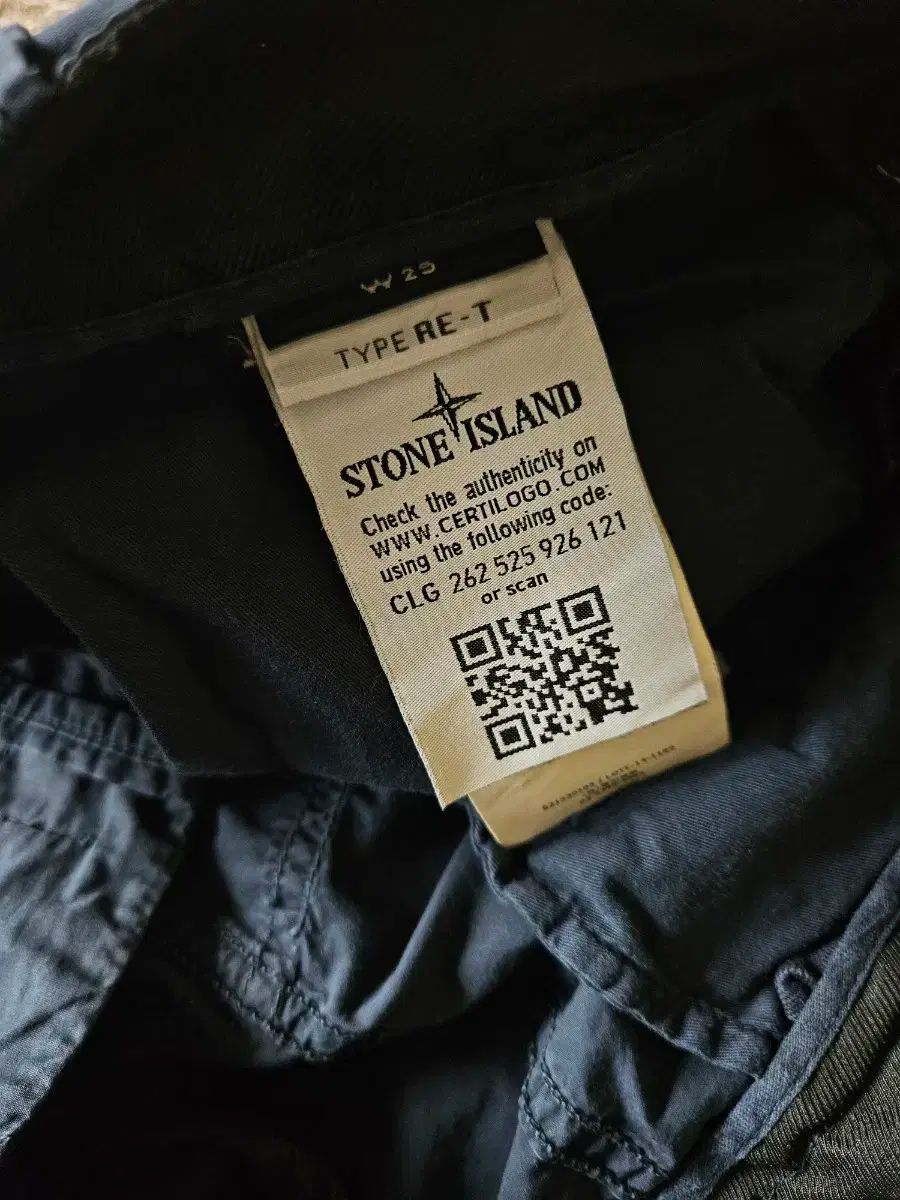 W 29
TYPE RE-T
STONE ISLAND
Check the authenticity on
WWW.CERTILOGO.COM
using the following code:
CLG 262 525 926 121
or scan